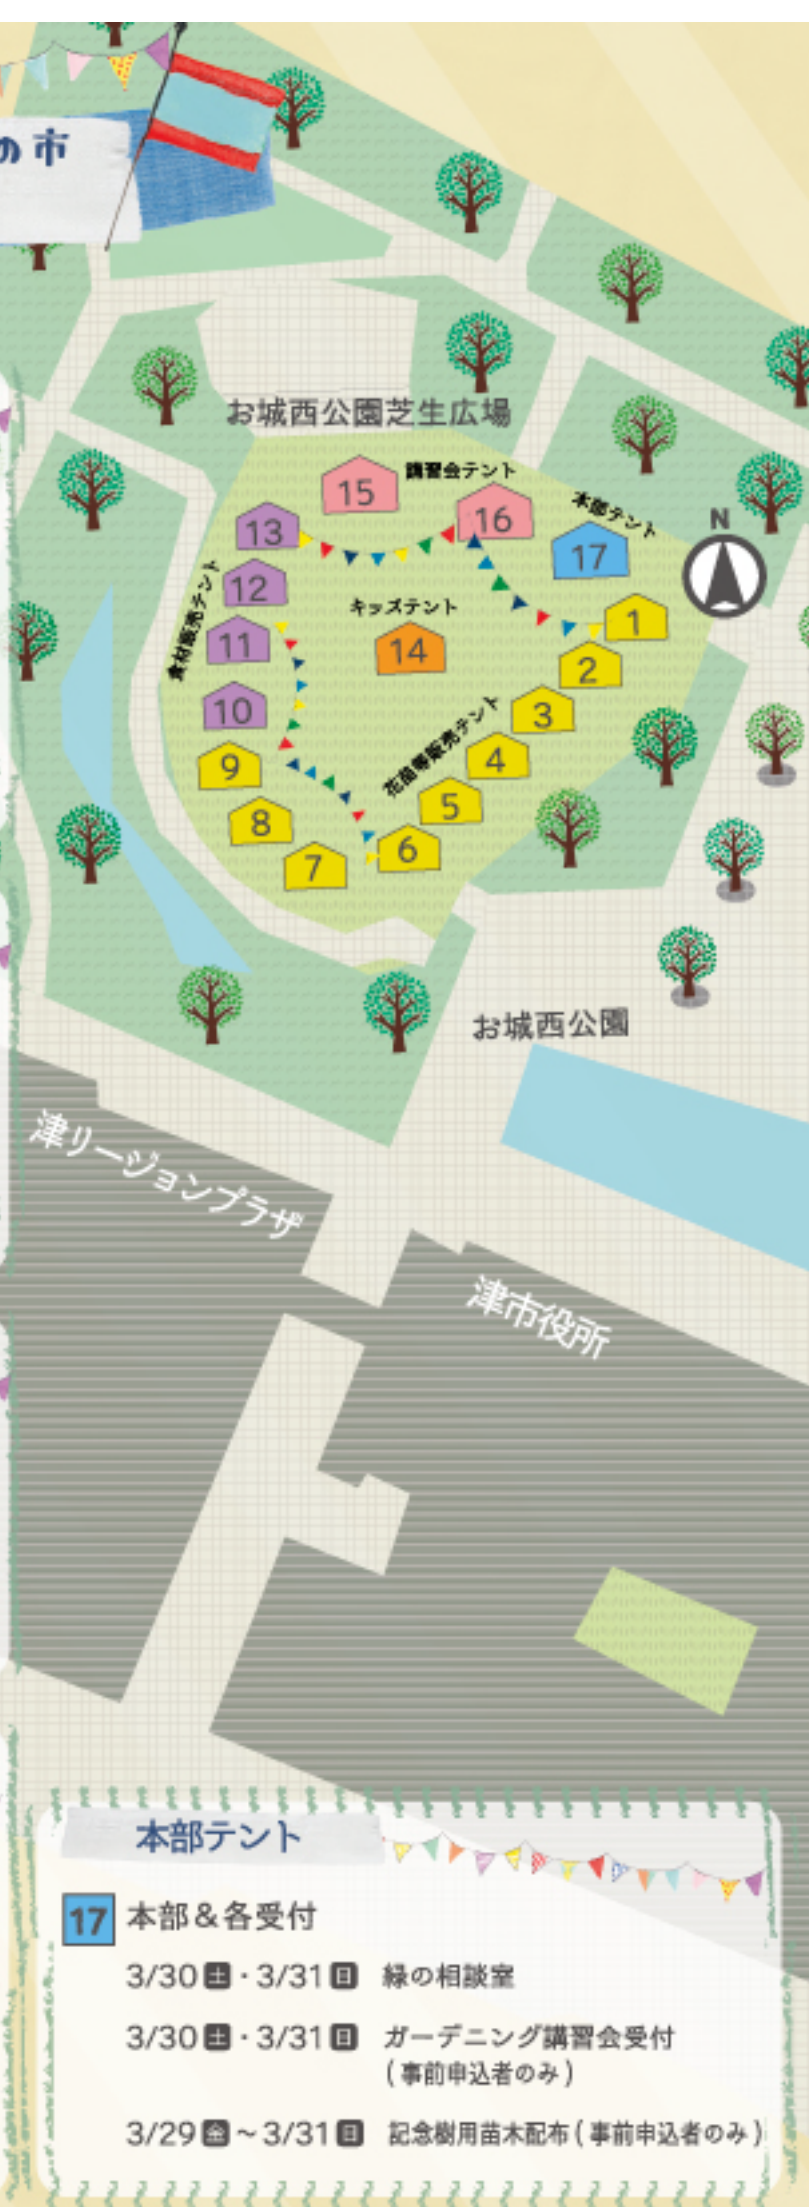 の市
お城西公園芝生広場
講習会テント
本部テント
N
15
16
17
13
12
11
10
食材販売テント
キッズテント
14
1
2
3
4
5
6
7
8
9
花苗等販売テント
お城西公園
津リージョンプラザ
津市役所
本部テント
17 本部&各受付
3/30土・3/31日 緑の相談室
3/30土・3/31日 ガーデニング講習会受付
(事前申込者のみ)
3/29金~3/31日 記念樹用苗木配布(事前申込者のみ)